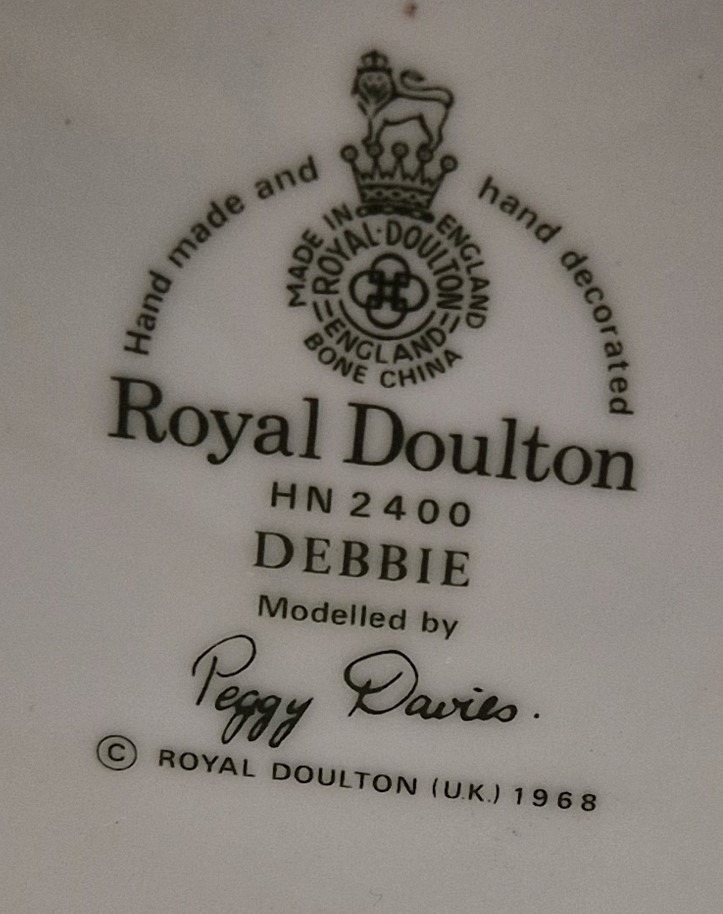 Hand made and hand decorated
MADE IN ENGLAND
ROYAL·DOULTON
=ENGLAND=
BONE CHINA
Royal Doulton
HN 2400
DEBBIE
Modelled by
Peggy Davies.
© ROYAL DOULTON (U.K.) 1968